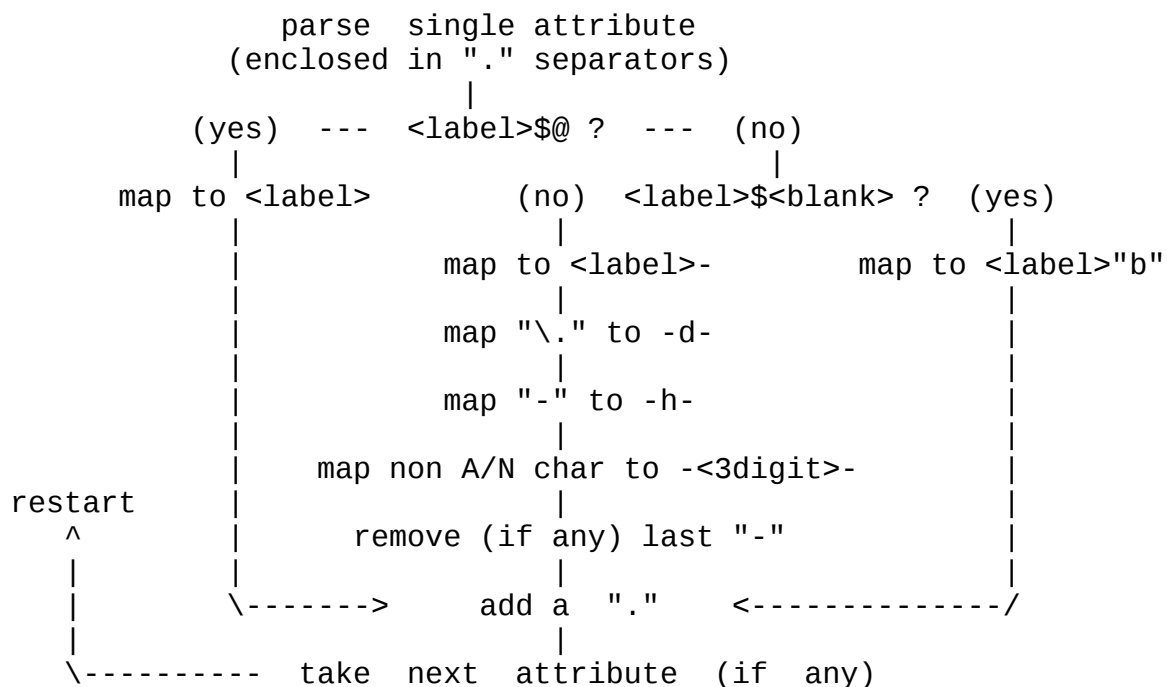 parse  single attribute
                (enclosed in "." separators)
                              |
              (yes)  ---  <label>$@ ?  ---  (no)
                |                             |
         map to <label>        (no)  <label>$<blank> ?  (yes)
                |                  |                        |
                |           map to <label>-        map to <label>"b"
                |                  |                        |
                |           map "\." to -d-                 |
                |                  |                        |
                |           map "-" to -h-                  |
                |                  |                        |
                |    map non A/N char to -<3digit>-         |
restart         |                  |                        |
   ^            |      remove (if any) last "-"             |
   |            |                  |                        |
   |            \------->     add a  "."    <--------------/
   |                               |
   \----------  take  next  attribute  (if  any)